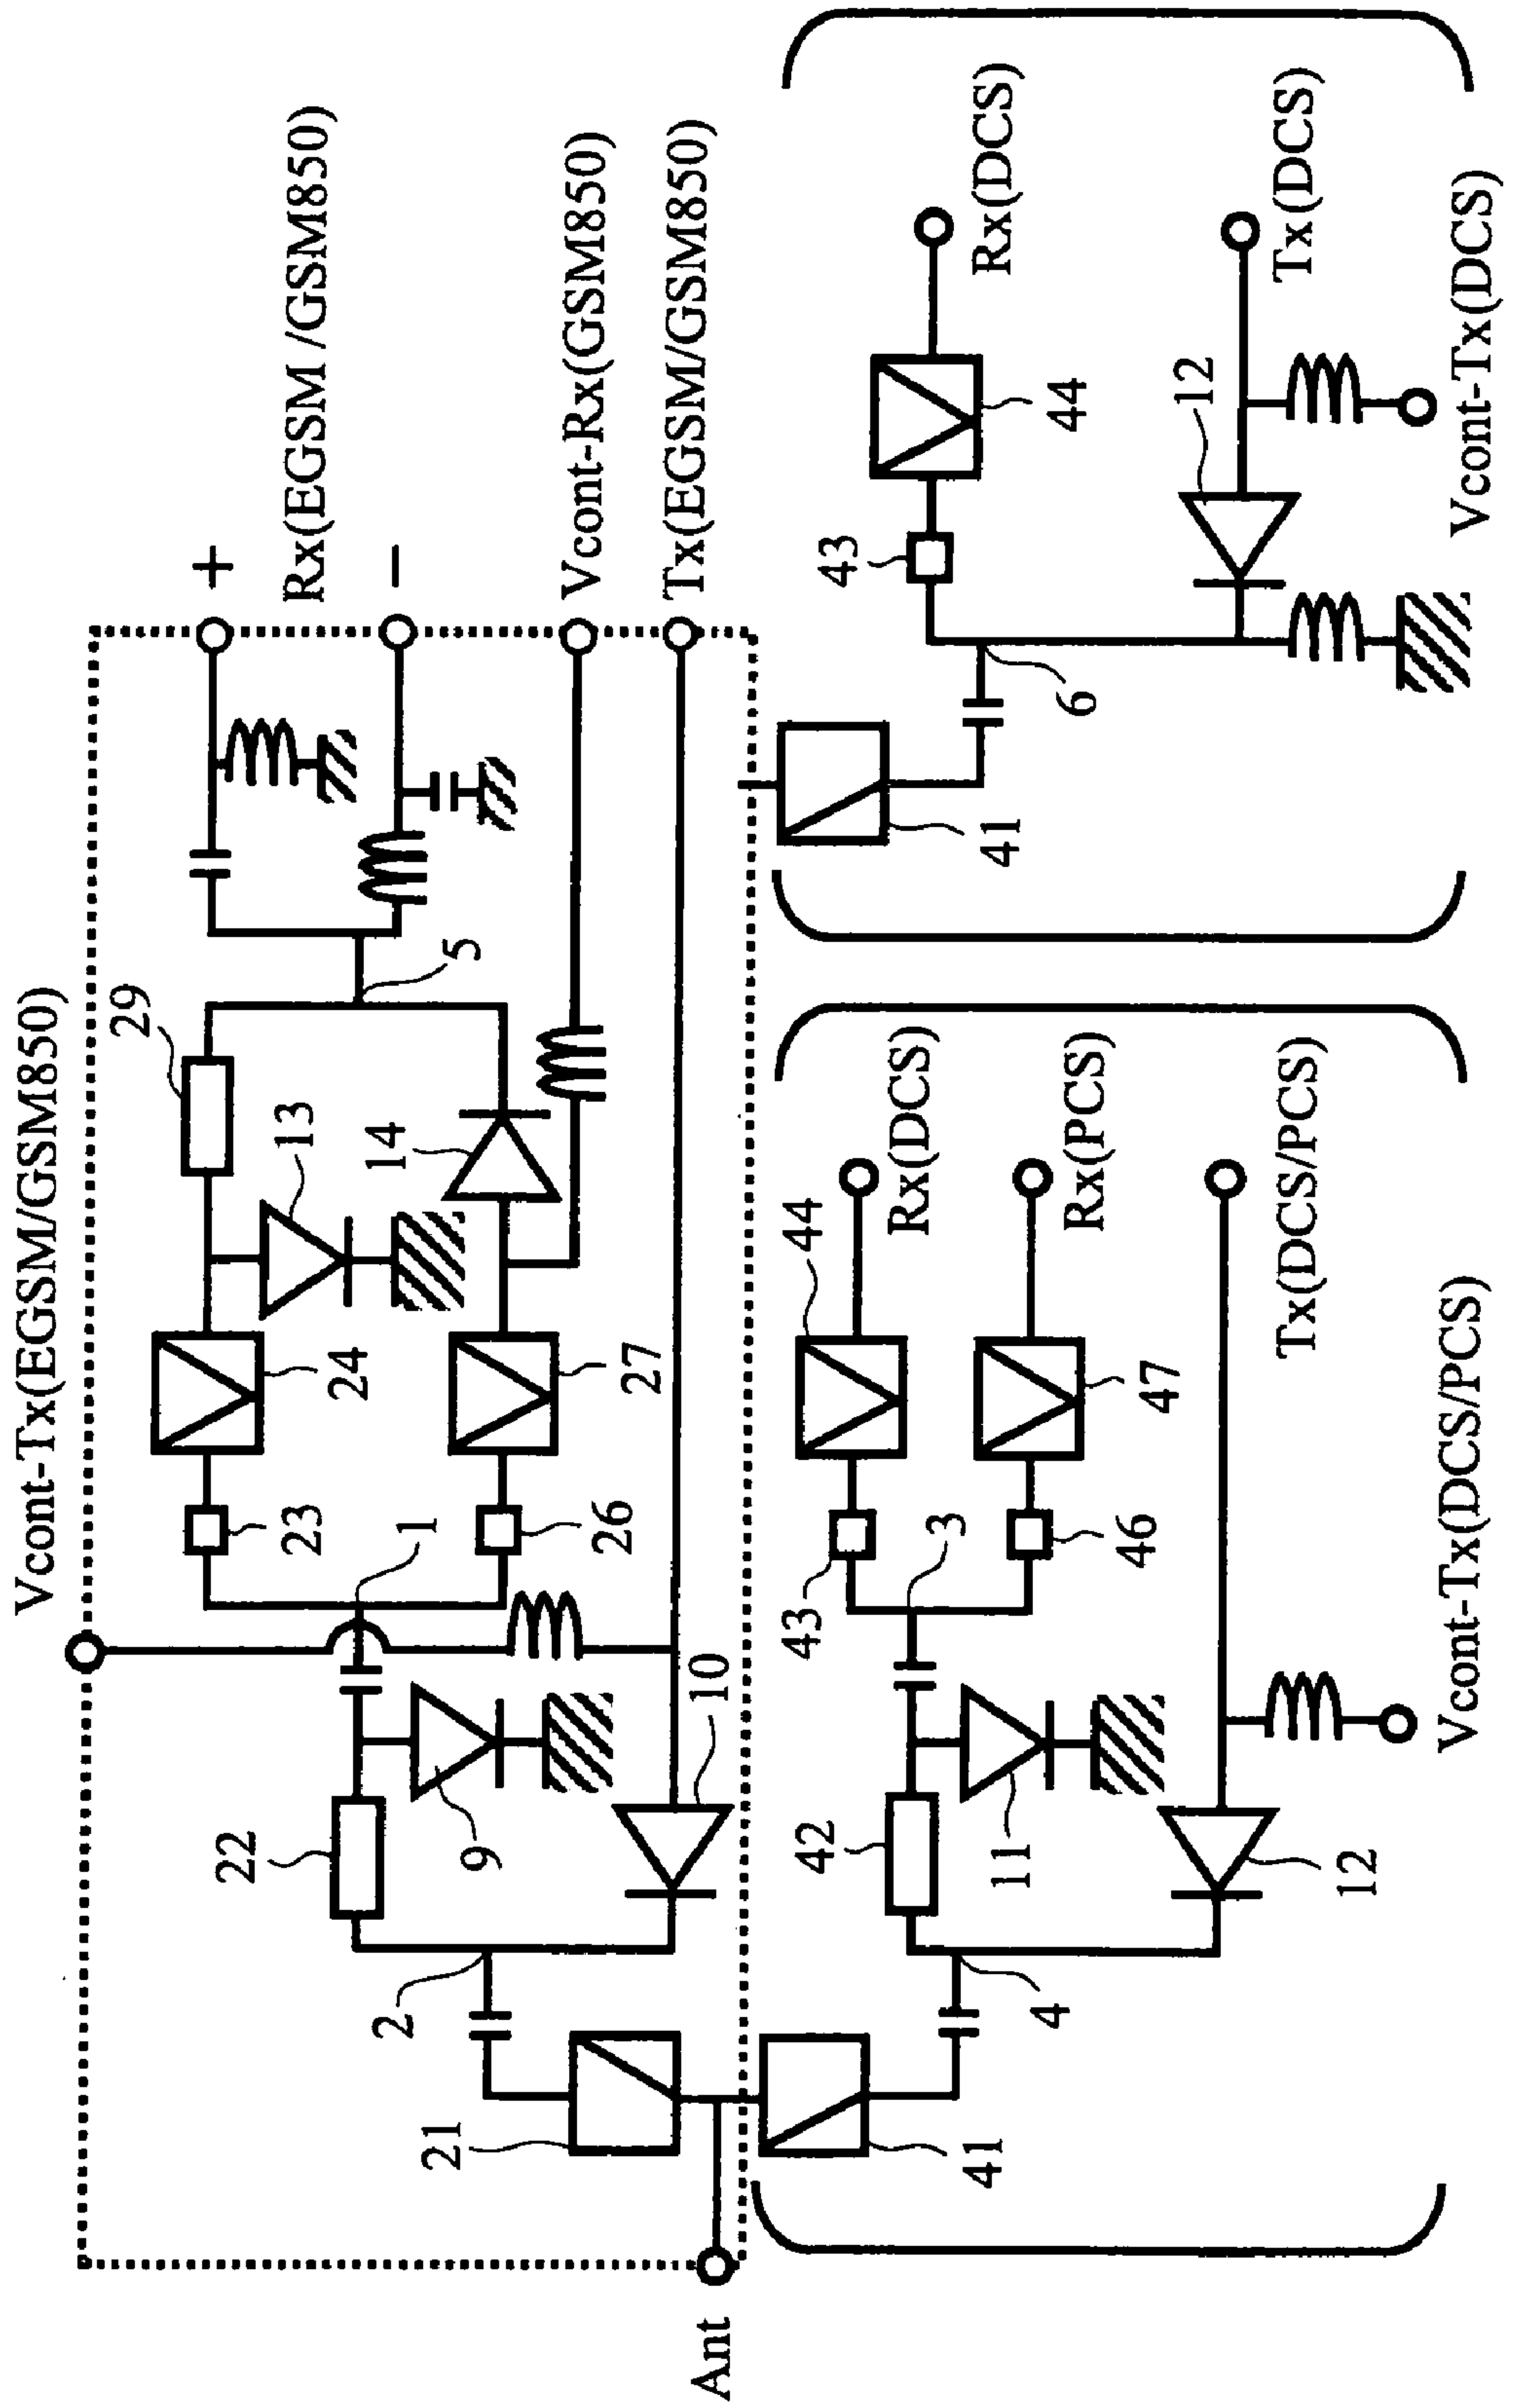 Vcont-Tx(EGSM/GSM850)
+
Rx(EGSM /GSM850)
−
Vcont-Rx(GSM850)
Tx(EGSM/GSM850)
29
13
14
5
24
27
23
1
26
22
9
10
2
21
Ant
41
4
42
11
12
43
3
46
44
47
Rx(DCS)
Rx(PCS)
Tx(DCS/PCS)
Vcont-Tx(DCS/PCS)
41
6
43
44
12
Rx(DCS)
Tx(DCS)
Vcont-Tx(DCS)